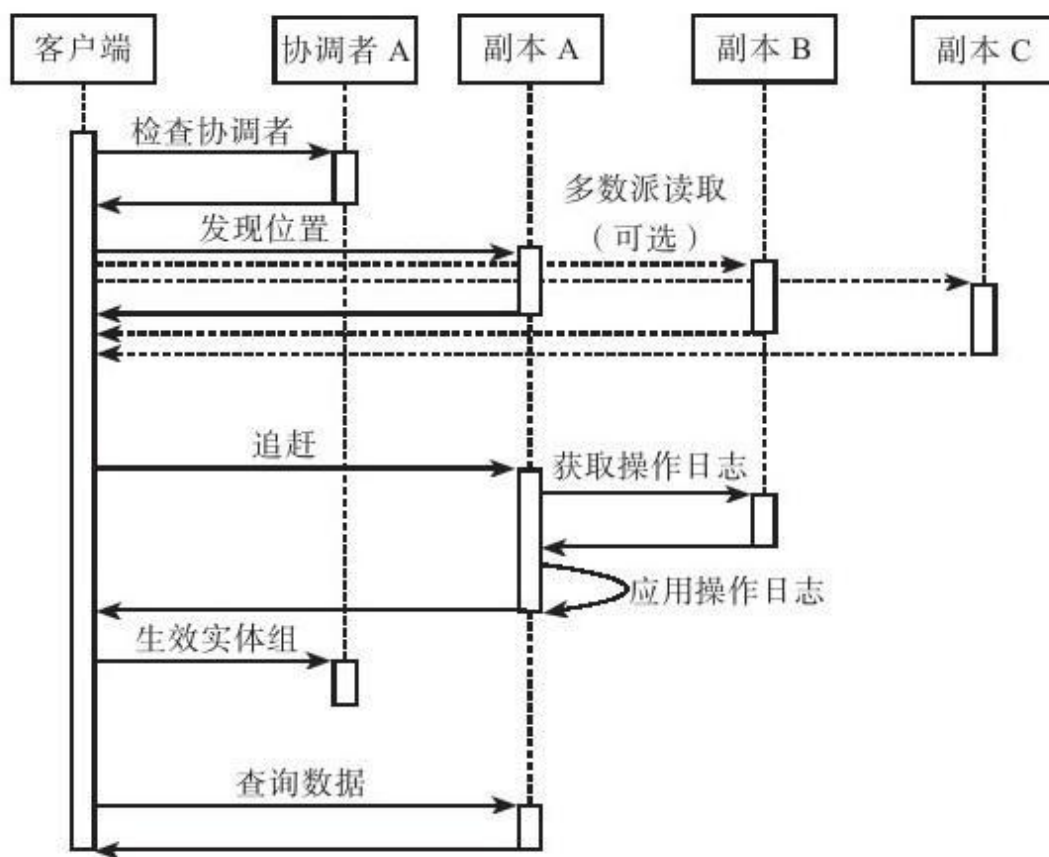 客户端
协调者 A
副本 A
副本 B
副本 C
检查协调者
多数派读取
（可选）
发现位置
追赶
获取操作日志
应用操作日志
生效实体组
查询数据